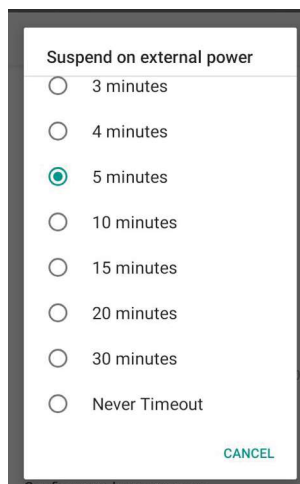 Suspend on external power
3 minutes
4 minutes
5 minutes
10 minutes
15 minutes
20 minutes
30 minutes
Never Timeout
CANCEL